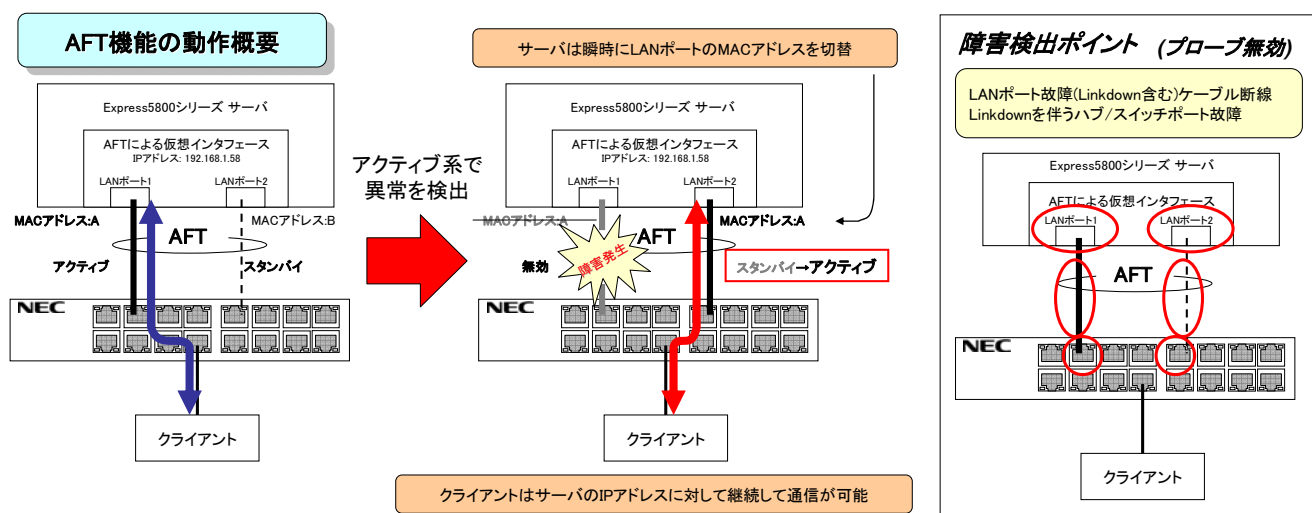 AFT機能の動作概要
Express5800シリーズ サーバ
AFTによる仮想インタフェース
IPアドレス: 192.168.1.58
LANポート1
LANポート2
MACアドレス:A
MACアドレス:B
AFT
アクティブ
スタンバイ
NEC
クライアント
アクティブ系で
異常を検出
サーバは瞬時にLANポートのMACアドレスを切替
Express5800シリーズ サーバ
AFTによる仮想インタフェース
IPアドレス: 192.168.1.58
LANポート1
LANポート2
MACアドレス:A
MACアドレス:A
AFT
障害発生
無効
スタンバイ→アクティブ
NEC
クライアント
クライアントはサーバのIPアドレスに対して継続して通信が可能
障害検出ポイント (プローブ無効)
LANポート故障(Linkdown含む)ケーブル断線
Linkdownを伴うハブ/スイッチポート故障
Express5800シリーズ サーバ
AFTによる仮想インタフェース
LANポート1
LANポート2
AFT
NEC
クライアント